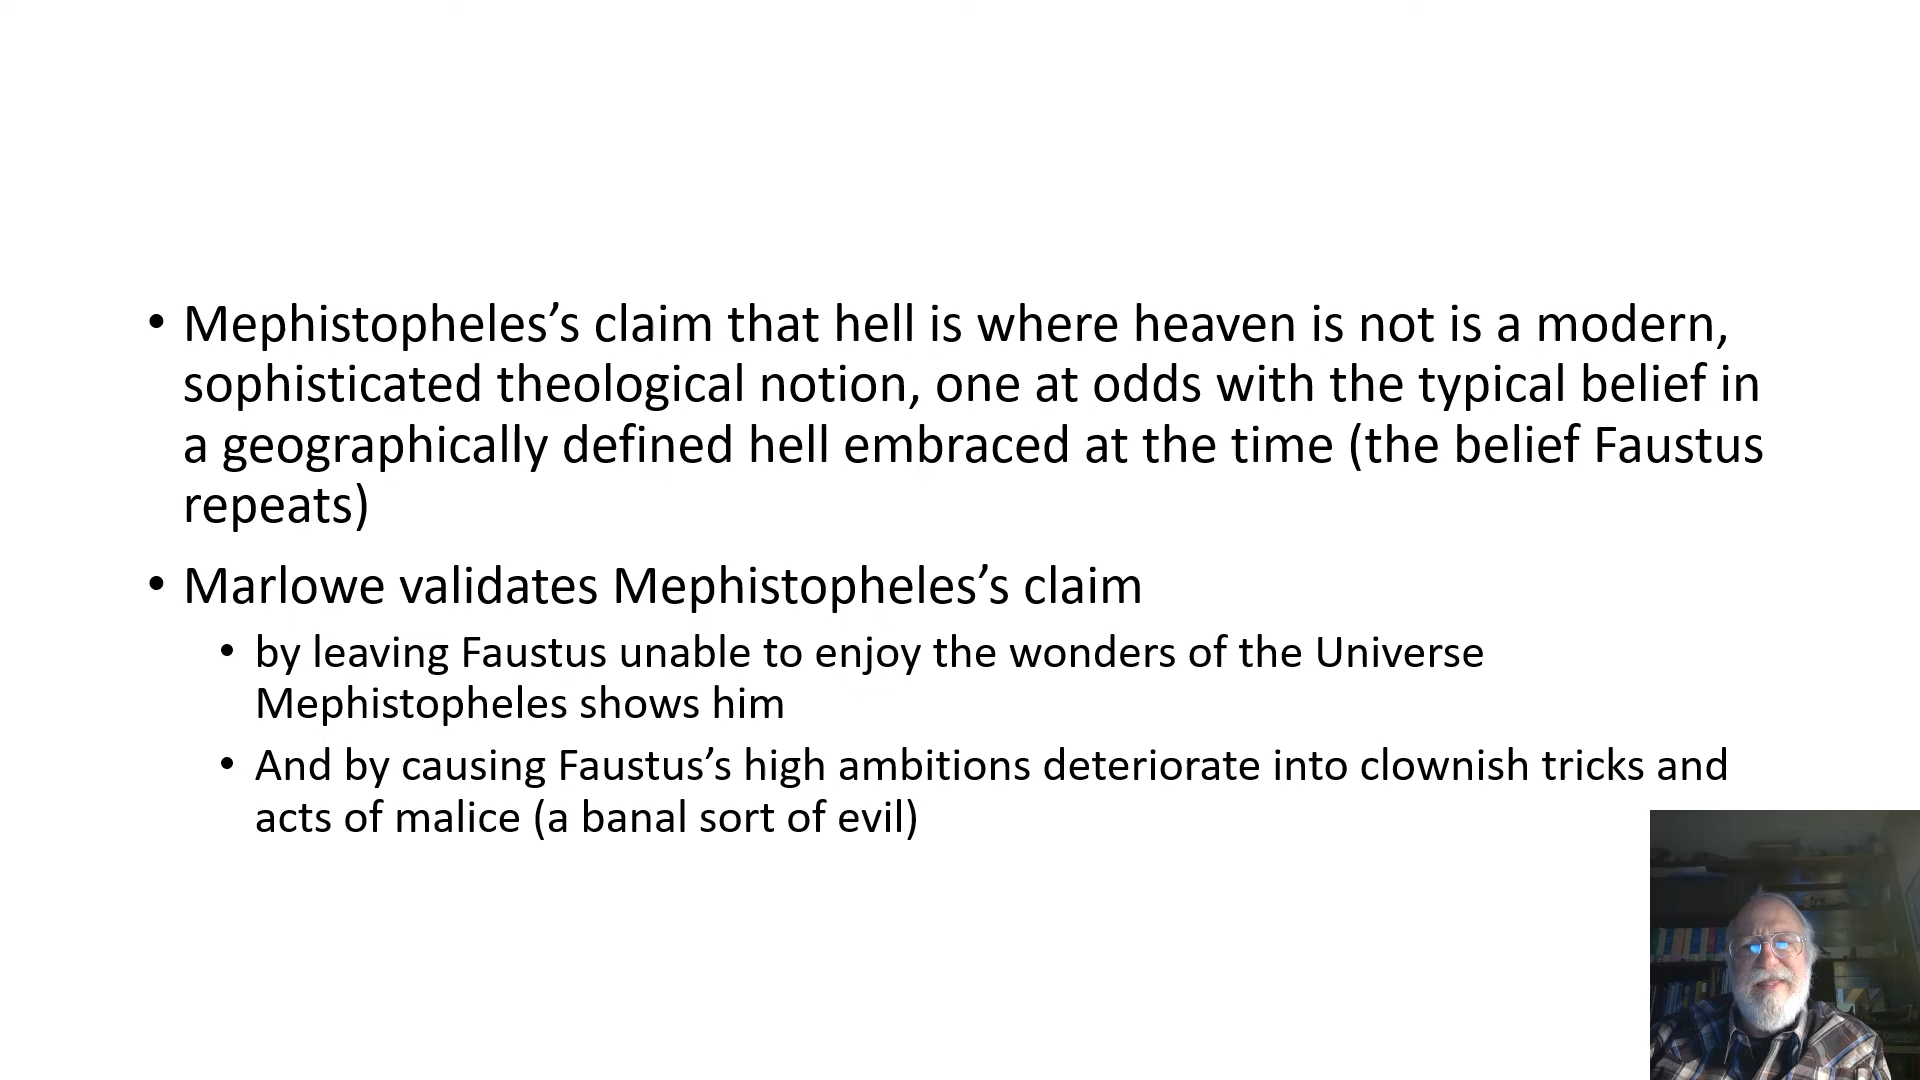 • Mephistopheles’s claim that hell is where heaven is not is a modern,
sophisticated theological notion, one at odds with the typical belief in
a geographically defined hell embraced at the time (the belief Faustus
repeats)
• Marlowe validates Mephistopheles’s claim
• by leaving Faustus unable to enjoy the wonders of the Universe
Mephistopheles shows him
• And by causing Faustus’s high ambitions deteriorate into clownish tricks and
acts of malice (a banal sort of evil)